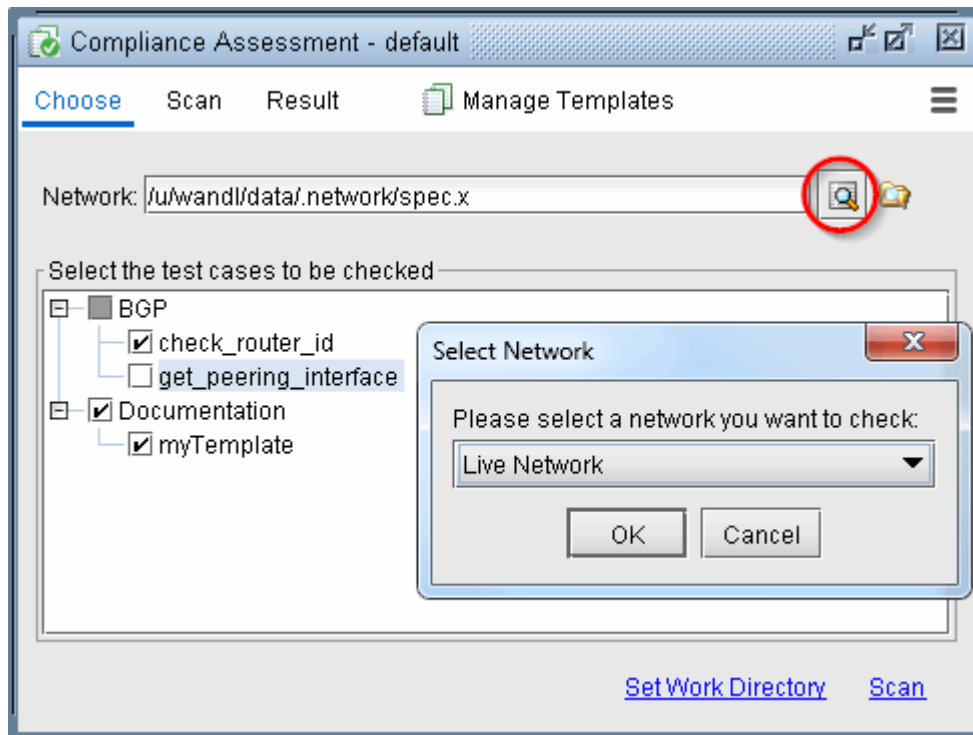 Compliance Assessment - default
Choose Scan Result Manage Templates
Network: /u/wandl/data/.network/spec.x
Select the test cases to be checked
BGP
check_router_id
get_peering_interface
Documentation
myTemplate
Select Network
Please select a network you want to check:
Live Network
OK Cancel
Set Work Directory Scan